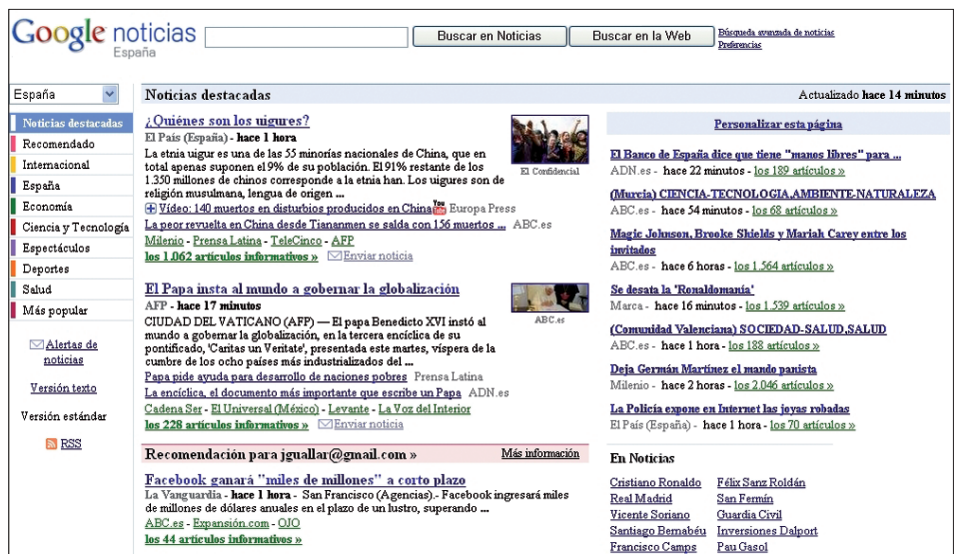 Google noticias
España
Buscar en Noticias
Buscar en la Web
Búsqueda avanzada de noticias
Preferencias
España
Noticias destacadas
Recomendado
Internacional
España
Economía
Ciencia y Tecnología
Espectáculos
Deportes
Salud
Más popular
Alertas de
noticias
Versión texto
Versión estándar
RSS
Noticias destacadas
Actualizado hace 14 minutos
¿Quiénes son los uigures?
El País (España) - hace 1 hora
La etnia uigur es una de las 55 minorías nacionales de China, que en
total apenas suponen el 9% de su población. El 91% restante de los
1.350 millones de chinos corresponde a la etnia han. Los uigures son de
religión musulmana, lengua de origen ...
Vídeo: 140 muertos en disturbios producidos en China You Tube Europa Press
La peor revuelta en China desde Tiananmen se salda con 156 muertos ... ABC.es
Milenio - Prensa Latina - TeleCinco - AFP
los 1.062 artículos informativos » Enviar noticia
El Confidencial
El Papa insta al mundo a gobernar la globalización
AFP - hace 17 minutos
CIUDAD DEL VATICANO (AFP) — El papa Benedicto XVI instó al
mundo a gobernar la globalización, en la tercera encíclica de su
pontificado, 'Caritas un Veritate', presentada este martes, víspera de la
cumbre de los ocho países más industrializados del ...
Papa pide ayuda para desarrollo de naciones pobres Prensa Latina
La encíclica, el documento más importante que escribe un Papa ADN.es
Cadena Ser - El Universal (México) - Levante - La Voz del Interior
los 228 artículos informativos » Enviar noticia
ABC.es
Recomendación para jguallar@gmail.com »
Más información
Facebook ganará "miles de millones" a corto plazo
La Vanguardia - hace 1 hora - San Francisco (Agencias).- Facebook ingresará miles
de millones de dólares anuales en el plazo de un lustro, superando ...
ABC.es - Expansión.com - OJO
los 44 artículos informativos »
Personalizar esta página
El Banco de España dice que tiene "manos libres" para ...
ADN.es - hace 22 minutos - los 189 artículos »
(Murcia) CIENCIA-TECNOLOGIA,AMBIENTE-NATURALEZA
ABC.es - hace 54 minutos - los 68 artículos »
Magic Johnson, Brooke Shields y Mariah Carey entre los
invitados
ABC.es - hace 6 horas - los 1.564 artículos »
Se desata la 'Ronaldomanía'
Marca - hace 16 minutos - los 1.539 artículos »
(Comunidad Valenciana) SOCIEDAD-SALUD,SALUD
ABC.es - hace 1 hora - los 188 artículos »
Deja Germán Martínez el mando panista
Milenio - hace 2 horas - los 2.046 artículos »
La Policía expone en Internet las joyas robadas
El País (España) - hace 1 hora - los 70 artículos »
En Noticias
Cristiano Ronaldo Félix Sanz Roldán
Real Madrid San Fermín
Vicente Soriano Guardia Civil
Santiago Bernabéu Inversiones Dalport
Francisco Camps Pau Gasol